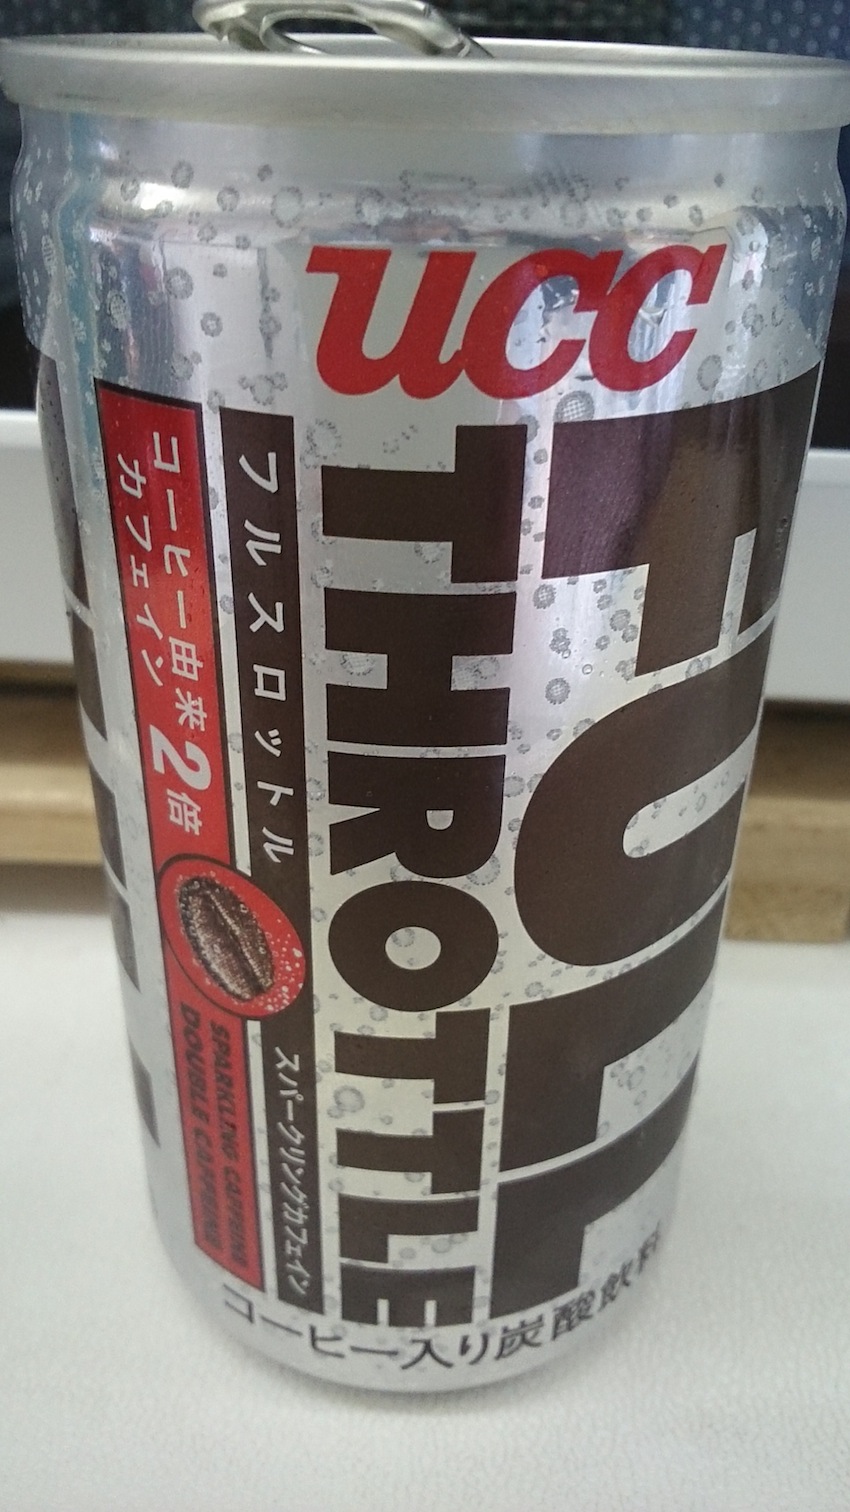 ucc
FULL
THROTTLE
フルスロットル
スパークリングカフェイン
コーヒー由来2倍
カフェイン
SPARKLING CAFFEINE
DOUBLE CAFFEINE
コーヒー入り炭酸飲料